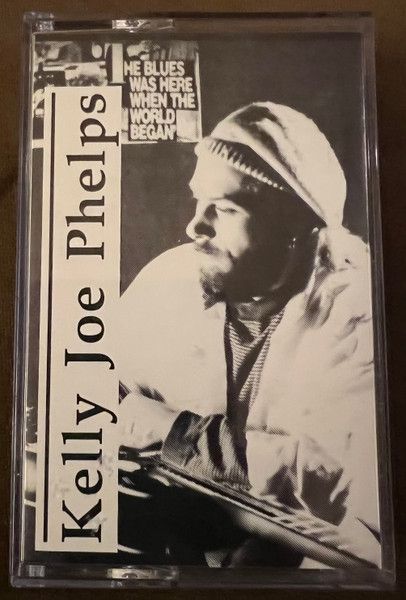 HE BLUES
WAS HERE
WHEN THE
WORLD
BEGAN"
Kelly Joe Phelps